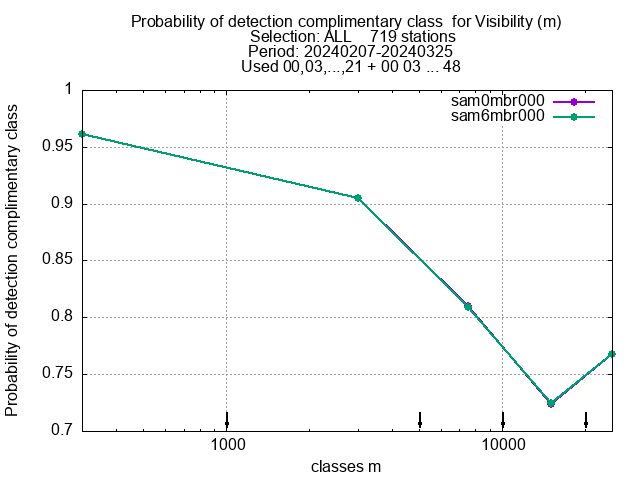 Probability of detection complimentary class  for Visibility (m)
Selection: ALL    719 stations
Period: 20240207-20240325
Used 00,03,...,21 + 00 03 ... 48
sam0mbr000
sam6mbr000
Probability of detection complimentary class
1
0.95
0.9
0.85
0.8
0.75
0.7
1000
10000
classes m